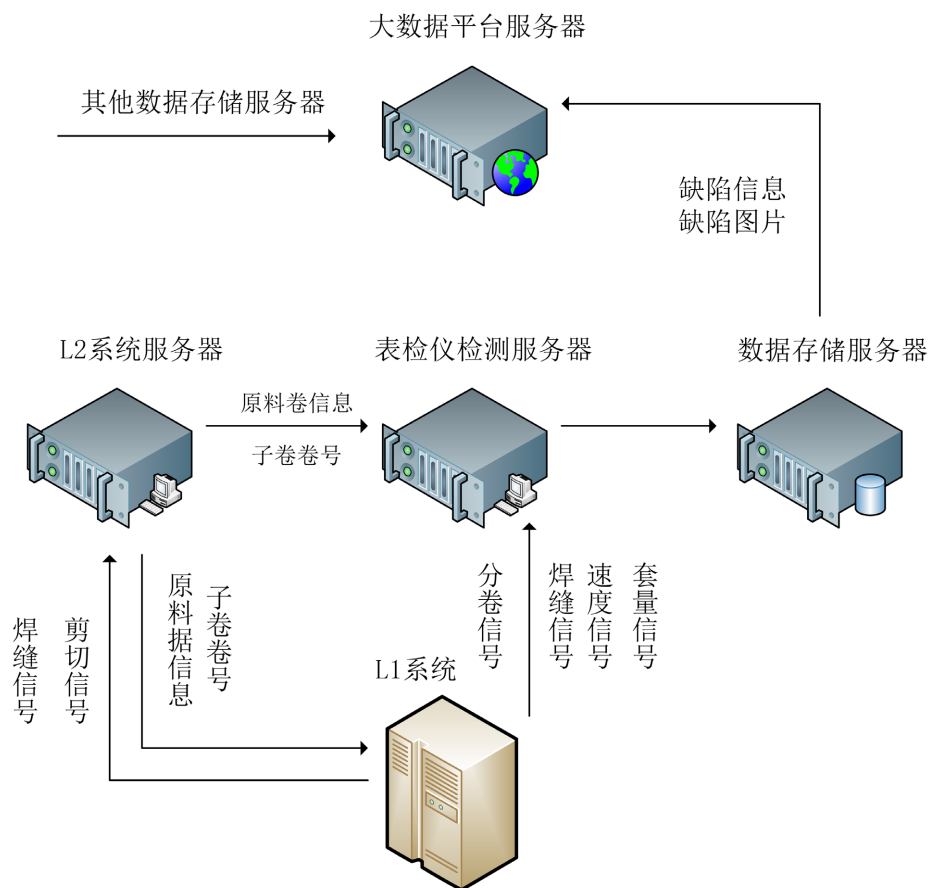 大数据平台服务器
其他数据存储服务器
缺陷信息
缺陷图片
L2系统服务器
表检仪检测服务器
数据存储服务器
原料卷信息
子卷卷号
焊缝信号
剪切信号
原料据信息
子卷卷号
分卷信号
焊缝信号
速度信号
套量信号
L1系统